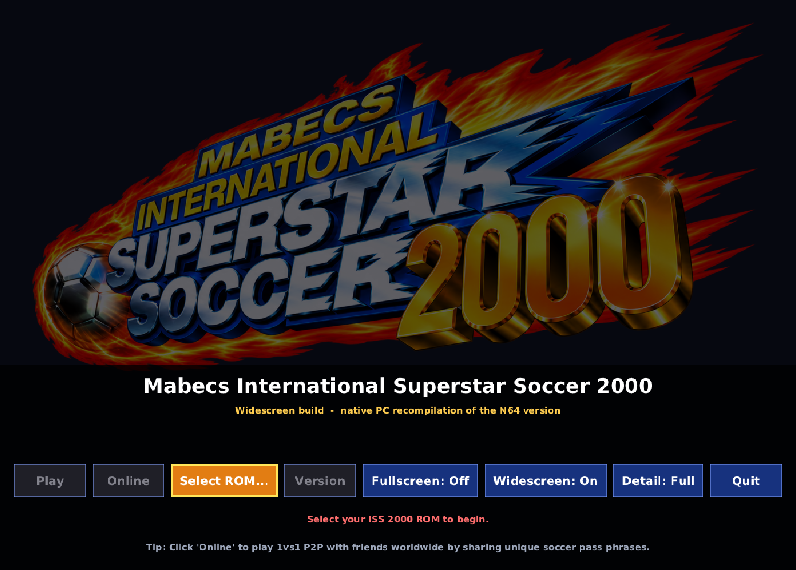 MABECS
INTERNATIONAL
SUPERSTAR
SOCCER 2000
Mabecs International Superstar Soccer 2000
Widescreen build - native PC recompilation of the N64 version
Play Online Select ROM... Version Fullscreen: Off Widescreen: On Detail: Full Quit
Select your ISS 2000 ROM to begin.
Tip: Click 'Online' to play 1vs1 P2P with friends worldwide by sharing unique soccer pass phrases.